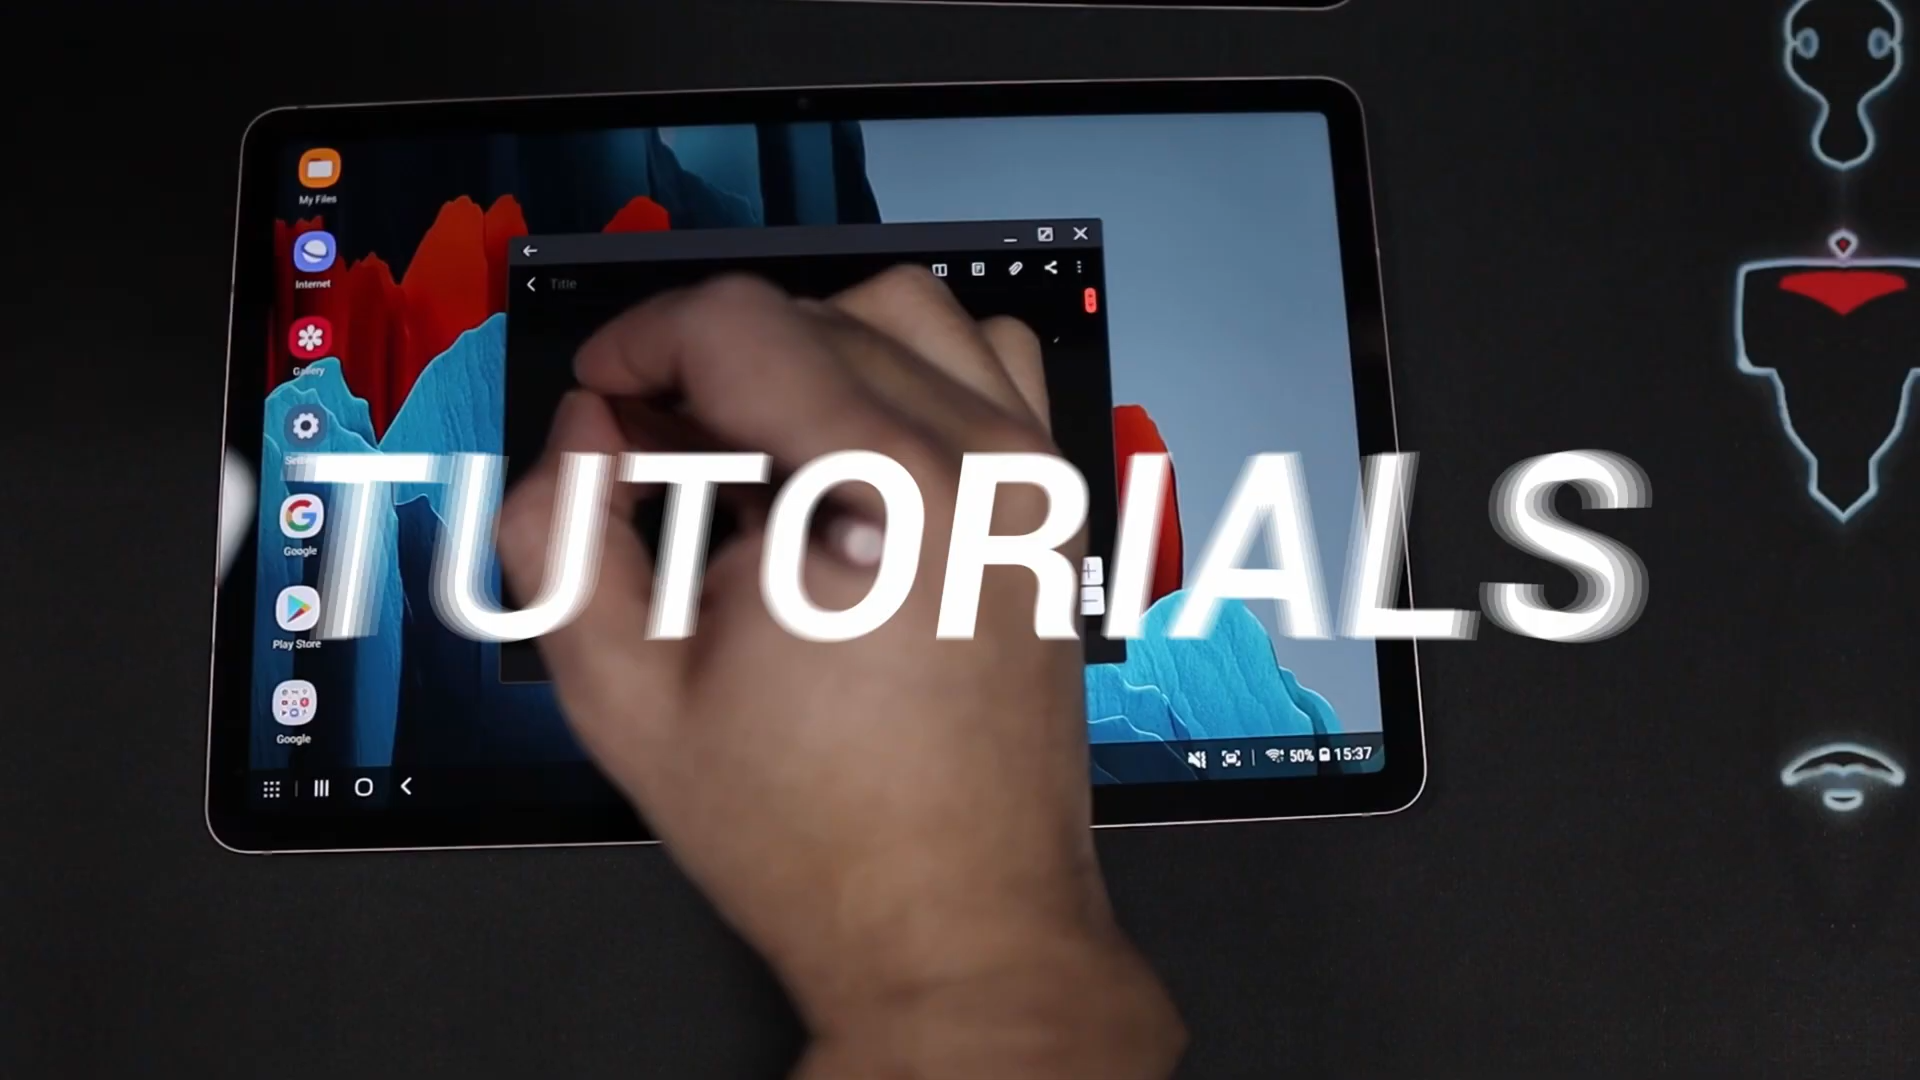 My Files
Internet
Title
Gallery
TUTORIALS
Google
Play Store
Google
50% 15:37